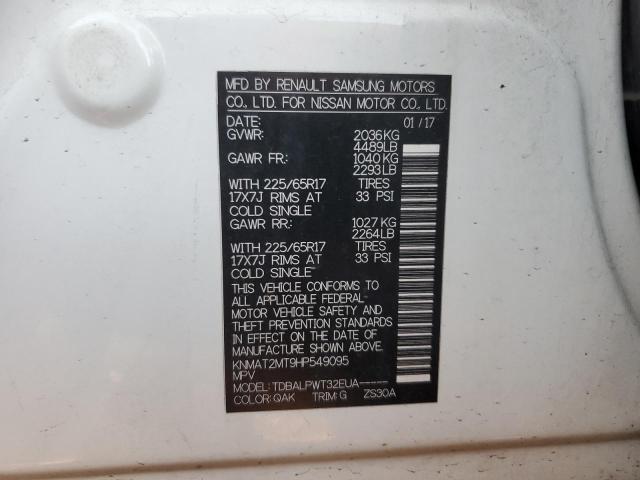 MFD BY RENAULT SAMSUNG MOTORS
CO., LTD. FOR NISSAN MOTOR CO., LTD.
DATE: 01/17
GVWR: 2036KG
4489LB
GAWR FR: 1040KG
2293LB
WITH 225/65R17 TIRES
17X7J RIMS AT 33 PSI
COLD SINGLE
GAWR RR: 1027KG
2264LB
WITH 225/65R17 TIRES
17X7J RIMS AT 33 PSI
COLD SINGLE
THIS VEHICLE CONFORMS TO
ALL APPLICABLE FEDERAL
MOTOR VEHICLE SAFETY AND
THEFT PREVENTION STANDARDS
IN EFFECT ON THE DATE OF
MANUFACTURE SHOWN ABOVE.
KNMAT2MT9HP549095
MPV
MODEL:TDBALPWT32EUA-----
COLOR:QAK TRIM:G ZS30A